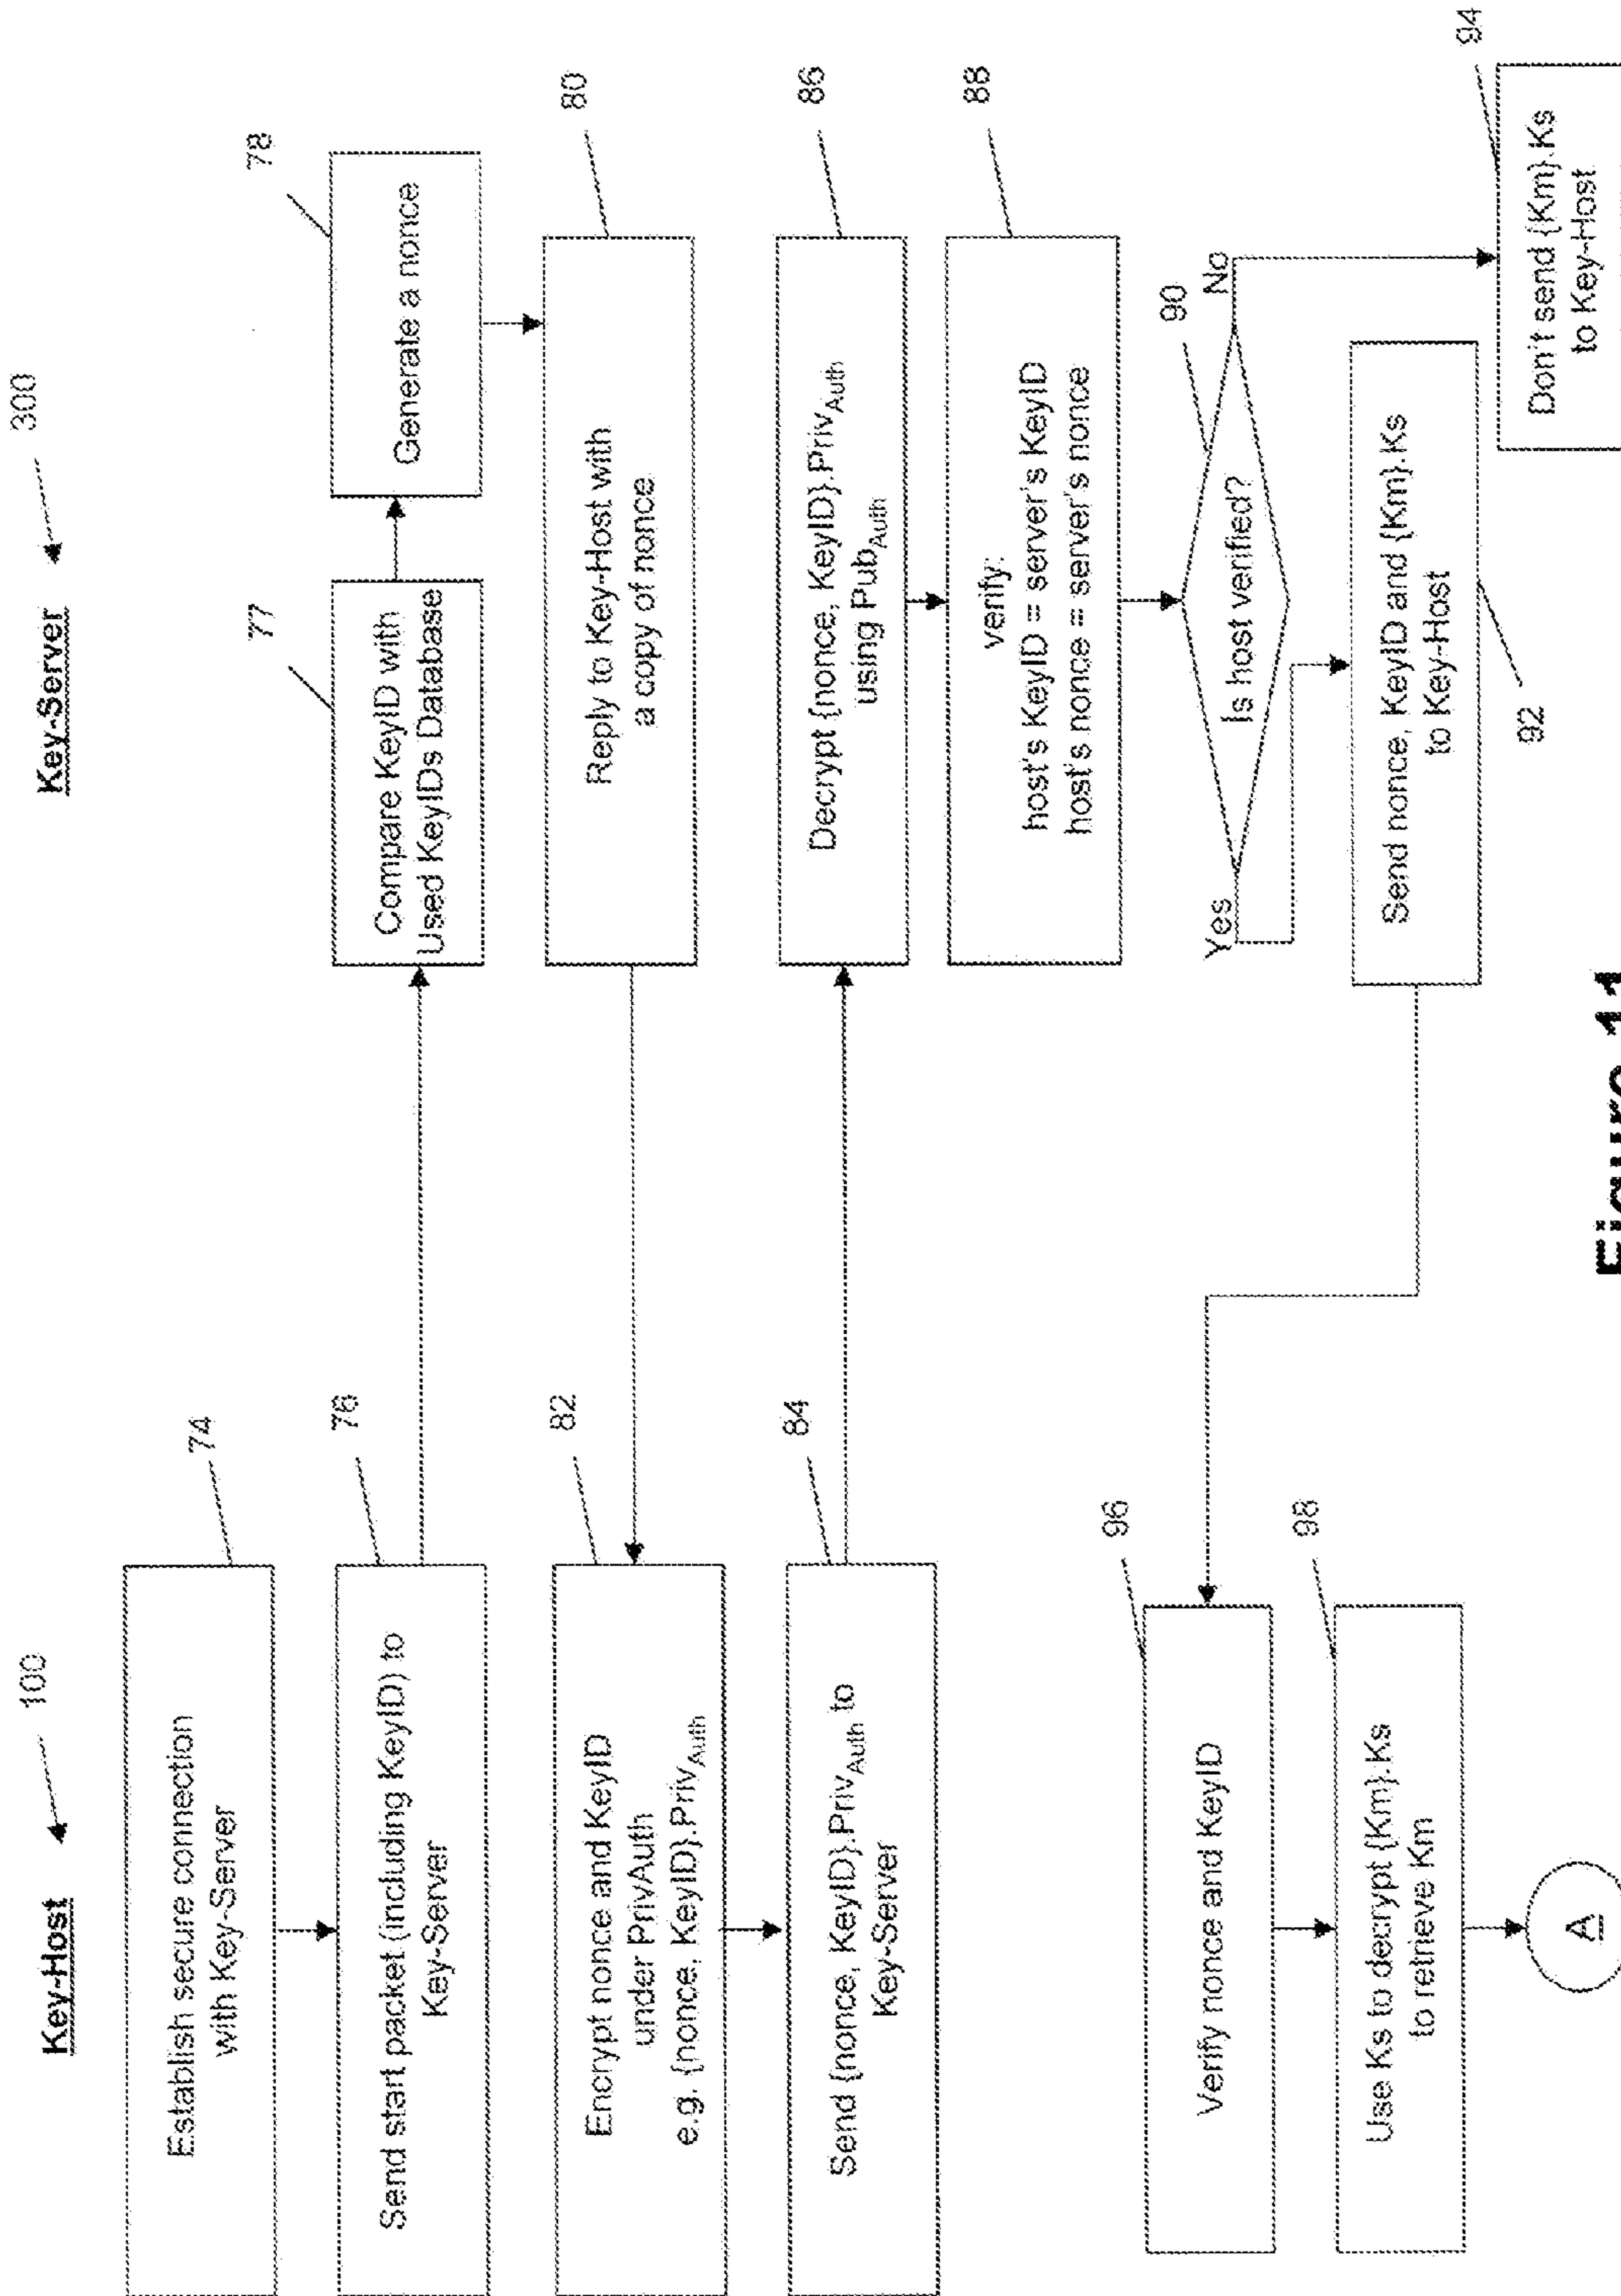 Key-Host
100
Key-Server
300
Establish secure connection
with Key-Server
74
Send start packet (including KeyID) to
Key-Server
76
Compare KeyID with
Used KeyIDs Database
77
Generate a nonce
78
Reply to Key-Host with
a copy of nonce
80
Encrypt nonce and KeyID
under PrivAuth
e.g. {nonce, KeyID}.PrivAuth
82
Send {nonce, KeyID}.PrivAuth to
Key-Server
84
Decrypt {nonce, KeyID}.PrivAuth
using PubAuth
86
verify:
host's KeyID = server's KeyID
host's nonce = server's nonce
88
Is host verified?
90
Yes
No
Send nonce, KeyID and {Km}.Ks
to Key-Host
92
Don't send {Km}.Ks
to Key-Host
94
Verify nonce and KeyID
96
Use Ks to decrypt {Km}.Ks
to retrieve Km
98
A
Figure 11